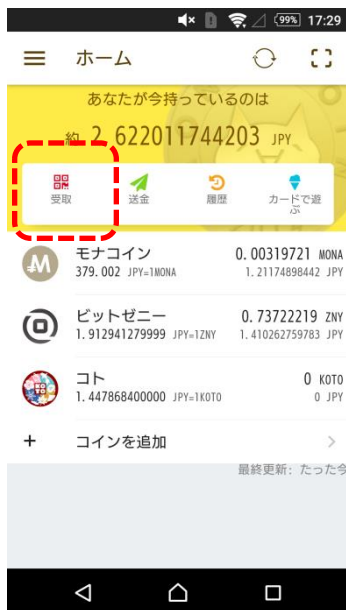 99% 17:29
ホーム
あなたが今持っているのは
約 2.622011744203 JPY
受取 送金 履歴 カードで遊ぶ
モナコイン 0.00319721 MONA
379.002 JPY=1MONA 1.21174898442 JPY
ビットゼニー 0.73722219 ZNY
1.912941279999 JPY=1ZNY 1.410262759783 JPY
コト 0 KOTO
1.447868400000 JPY=1KOTO 0 JPY
+ コインを追加
最終更新: たった今